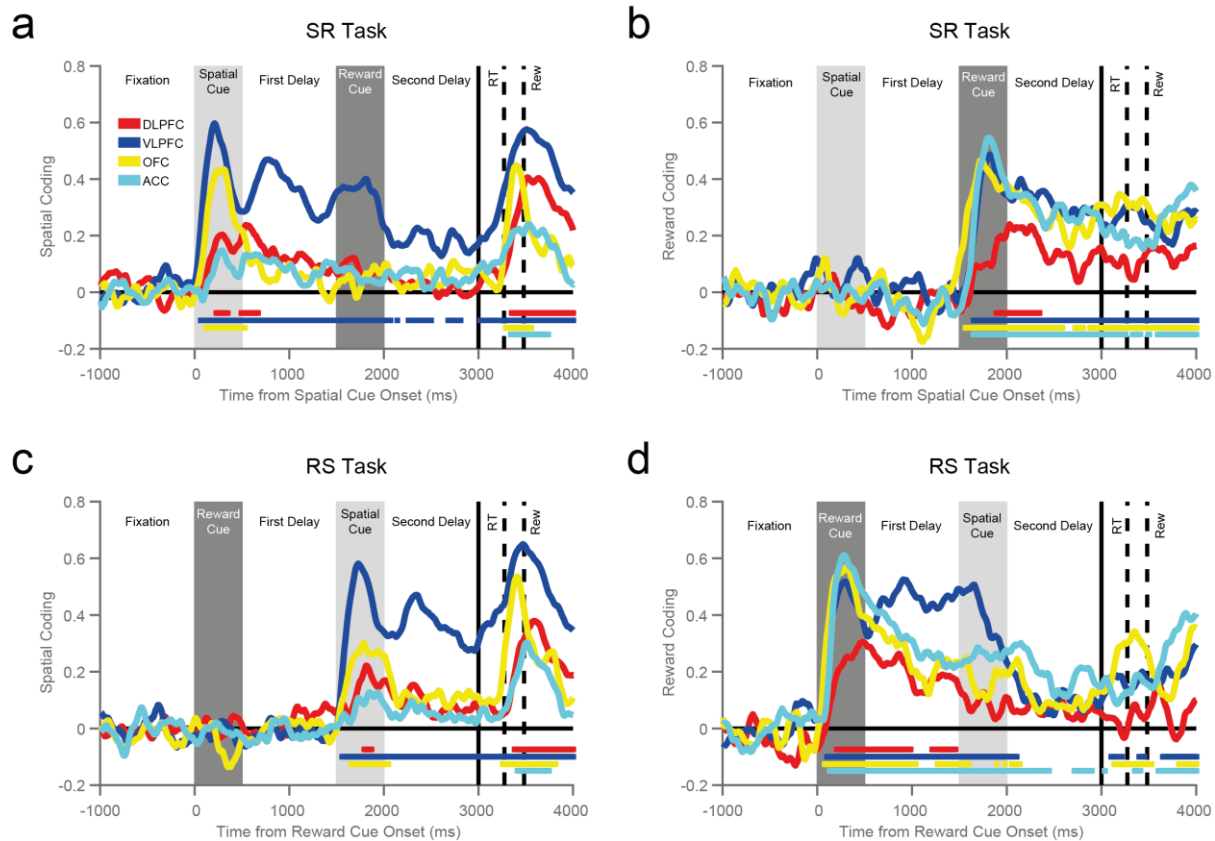 a
SR Task
0.8
0.6
0.4
0.2
0
-0.2
Spatial Coding
Fixation
Spatial
Cue
First Delay
Reward
Cue
Second Delay
RT
Rew
DLPFC
VLPFC
OFC
ACC
-1000 0 1000 2000 3000 4000
Time from Spatial Cue Onset (ms)
b
SR Task
0.8
0.6
0.4
0.2
0
-0.2
Reward Coding
Fixation
Spatial
Cue
First Delay
Reward
Cue
Second Delay
RT
Rew
-1000 0 1000 2000 3000 4000
Time from Spatial Cue Onset (ms)
c
RS Task
0.8
0.6
0.4
0.2
0
-0.2
Spatial Coding
Fixation
Reward
Cue
First Delay
Spatial
Cue
Second Delay
RT
Rew
-1000 0 1000 2000 3000 4000
Time from Reward Cue Onset (ms)
d
RS Task
0.8
0.6
0.4
0.2
0
-0.2
Reward Coding
Fixation
Reward
Cue
First Delay
Spatial
Cue
Second Delay
RT
Rew
-1000 0 1000 2000 3000 4000
Time from Reward Cue Onset (ms)